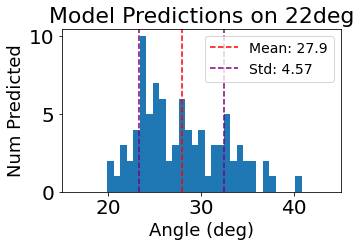 Model Predictions on 22deg
Num Predicted
10
5
0
Mean: 27.9
Std: 4.57
20 30 40
Angle (deg)